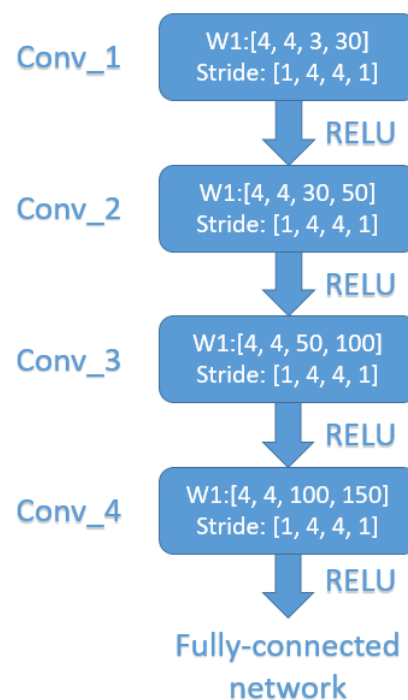 Conv_1
W1:[4, 4, 3, 30]
Stride: [1, 4, 4, 1]
RELU
Conv_2
W1:[4, 4, 30, 50]
Stride: [1, 4, 4, 1]
RELU
Conv_3
W1:[4, 4, 50, 100]
Stride: [1, 4, 4, 1]
RELU
Conv_4
W1:[4, 4, 100, 150]
Stride: [1, 4, 4, 1]
RELU
Fully-connected
network